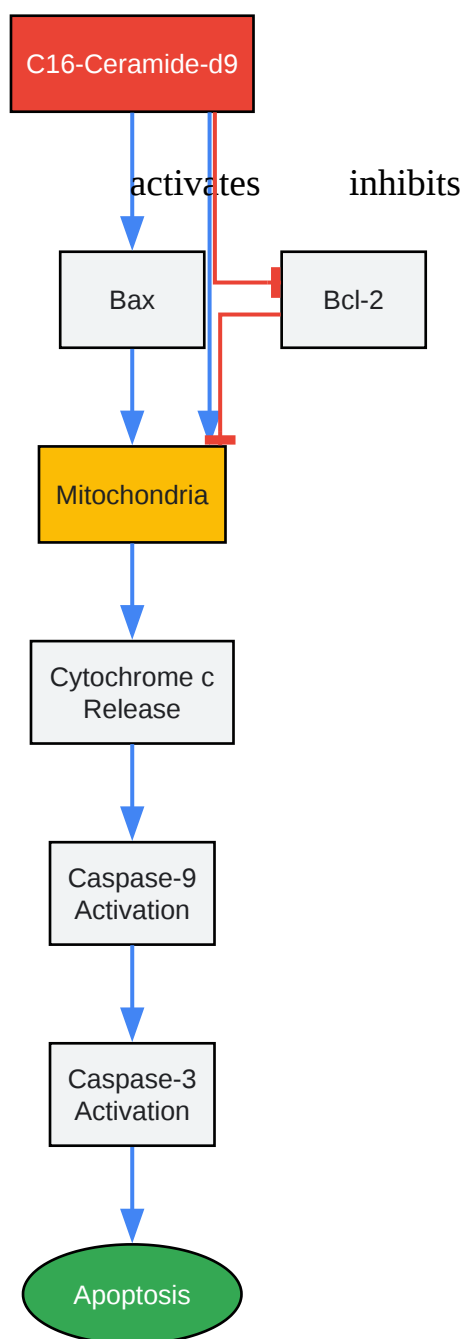 C16-Ceramide-d9
activates
inhibits
Bax
Bcl-2
Mitochondria
Cytochrome c
Release
Caspase-9
Activation
Caspase-3
Activation
Apoptosis